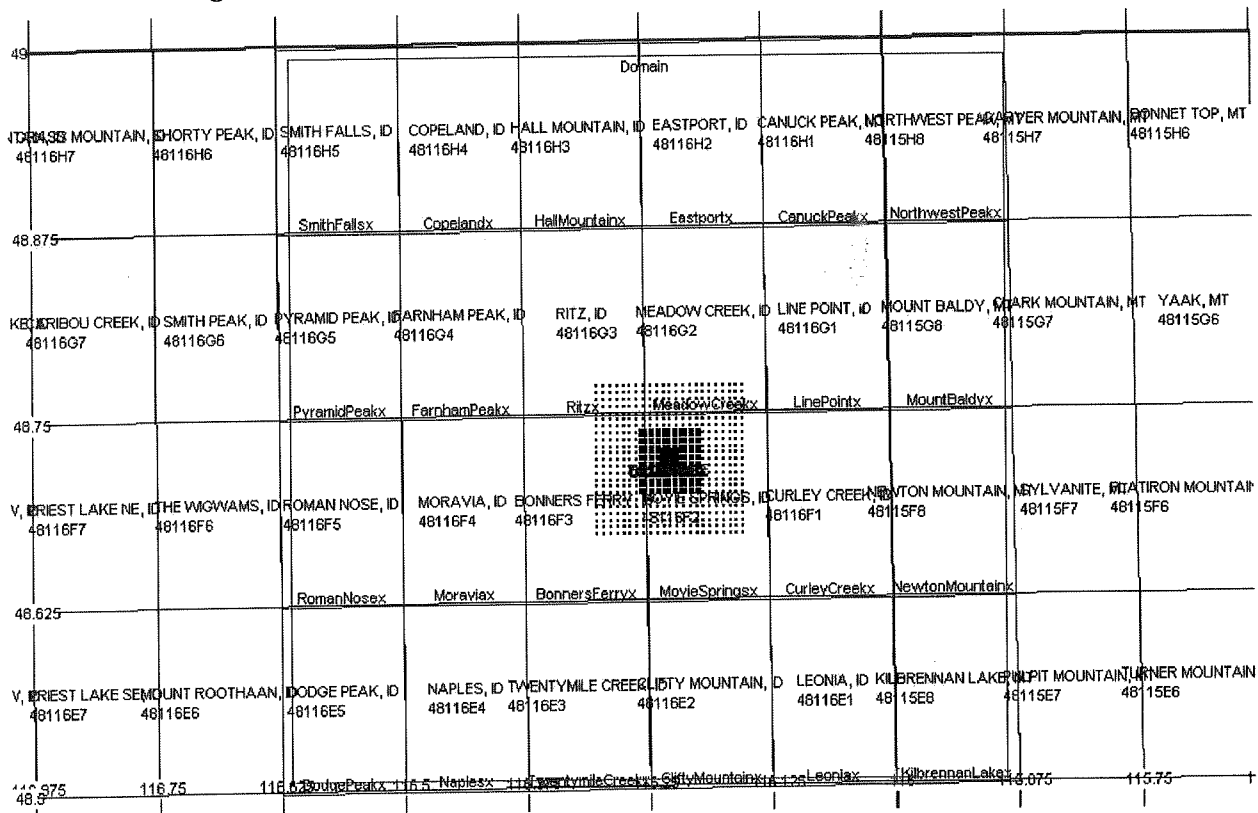 49
Domain
MOUNTAIN, ID SHORTY PEAK, ID SMITH FALLS, ID COPELAND, ID HALL MOUNTAIN, ID EASTPORT, ID CANUCK PEAK, NORTHWEST PEAK, MOUNTAIN, BONNET TOP, MT
48116H7 48116H6 48116H5 48116H4 48116H3 48116H2 48116H1 48115H8 48115H7 48115H6
SmithFallsx Copelandx HallMountainx Eastportx CanuckPeakx NorthwestPeakx
48.875
CARIBOU CREEK, ID SMITH PEAK, ID PYRAMID PEAK, ID FARNHAM PEAK, ID RITZ, ID MEADOW CREEK, ID LINE POINT, ID MOUNT BALDY, CLARK MOUNTAIN, MT YAAK, MT
48116G7 48116G6 48116G5 48116G4 48116G3 48116G2 48116G1 48115G8 48115G7 48115G6
PyramidPeakx FarnhamPeakx Ritzx MeadowCreekx LinePointx MountBaldyx
48.75
PRIEST LAKE NE, ID THE WIGWAMS, ID ROMAN NOSE, ID MORAVIA, ID BONNERS FERRY, MOYIE SPRINGS, ID CURLEY CREEK, ID NEWTON MOUNTAIN, SYLVANITE, FLATIRON MOUNTAIN
48116F7 48116F6 48116F5 48116F4 48116F3 48116F2 48116F1 48115F8 48115F7 48115F6
RomanNosex Moraviax BonnersFerryx MoyieSpringsx CurleyCreekx NewtonMountainx
48.625
PRIEST LAKE SE MOUNT ROOTHAAN, ID DODGE PEAK, ID NAPLES, ID TWENTYMILE CREEK, CLIFTY MOUNTAIN, ID LEONIA, ID KILBRENNAN LAKE, PULPIT MOUNTAIN, TURNER MOUNTAIN
48116E7 48116E6 48116E5 48116E4 48116E3 48116E2 48116E1 48115E8 48115E7 48115E6
DodgePeakx Naplesx TwentymileCreekx CliftyMountainx Leoniax KilbrennanLakex
116.75 116.625 116.5 116.125 115.75
48.5